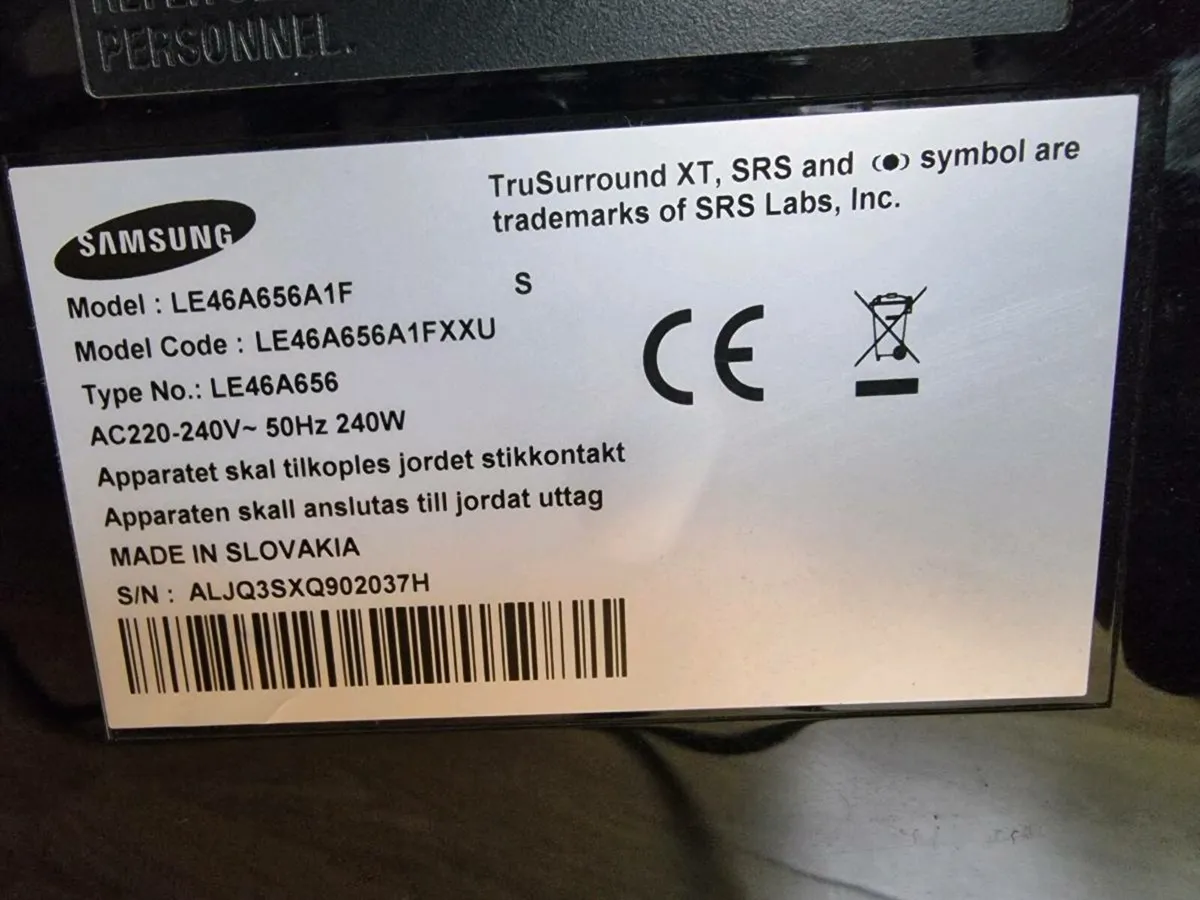 PERSONNEL.
TruSurround XT, SRS and (●) symbol are
trademarks of SRS Labs, Inc.
SAMSUNG
S
Model : LE46A656A1F
Model Code : LE46A656A1FXXU
Type No.: LE46A656
AC220-240V~ 50Hz 240W
Apparatet skal tilkoples jordet stikkontakt
Apparaten skall anslutas till jordat uttag
MADE IN SLOVAKIA
S/N : ALJQ3SXQ902037H
CE